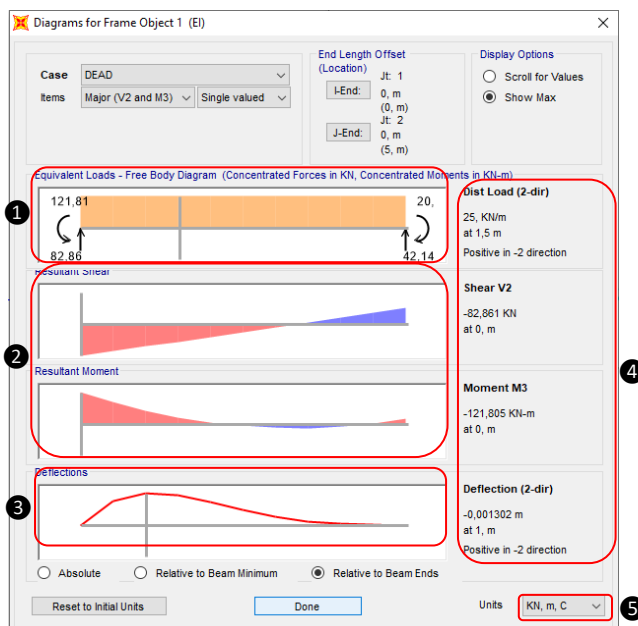 Diagrams for Frame Object 1 (EI)
End Length Offset
(Location)
Display Options
Case
DEAD
Items
Major (V2 and M3)
Single valued
I-End:
Jt: 1
0, m
(0, m)
J-End:
Jt: 2
0, m
(5, m)
Scroll for Values
Show Max
Equivalent Loads - Free Body Diagram (Concentrated Forces in KN, Concentrated Moments in KN-m)
1
121,81
20,
82,86
42,14
Dist Load (2-dir)
25, KN/m
at 1,5 m
Positive in -2 direction
Resultant Shear
2
Shear V2
-82,861 KN
at 0, m
4
Resultant Moment
Moment M3
-121,805 KN-m
at 0, m
Deflections
3
Deflection (2-dir)
-0,001302 m
at 1, m
Positive in -2 direction
Absolute
Relative to Beam Minimum
Relative to Beam Ends
Reset to Initial Units
Done
Units
KN, m, C
5